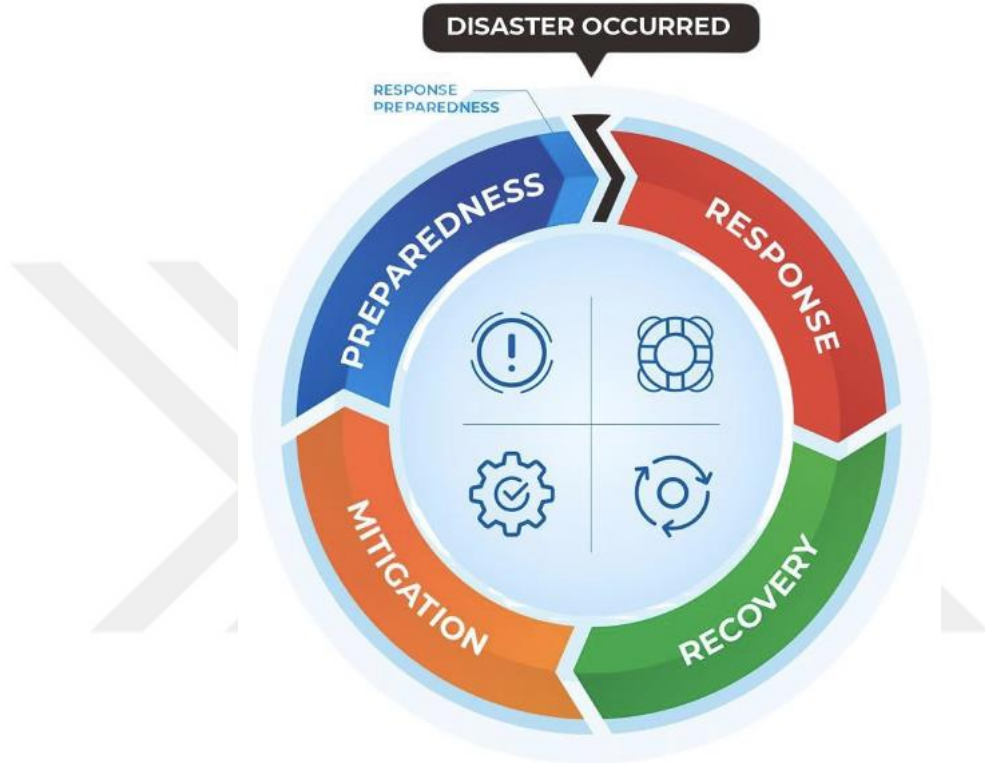 DISASTER OCCURRED
RESPONSE
PREPAREDNESS
PREPAREDNESS
RESPONSE
MITIGATION
RECOVERY